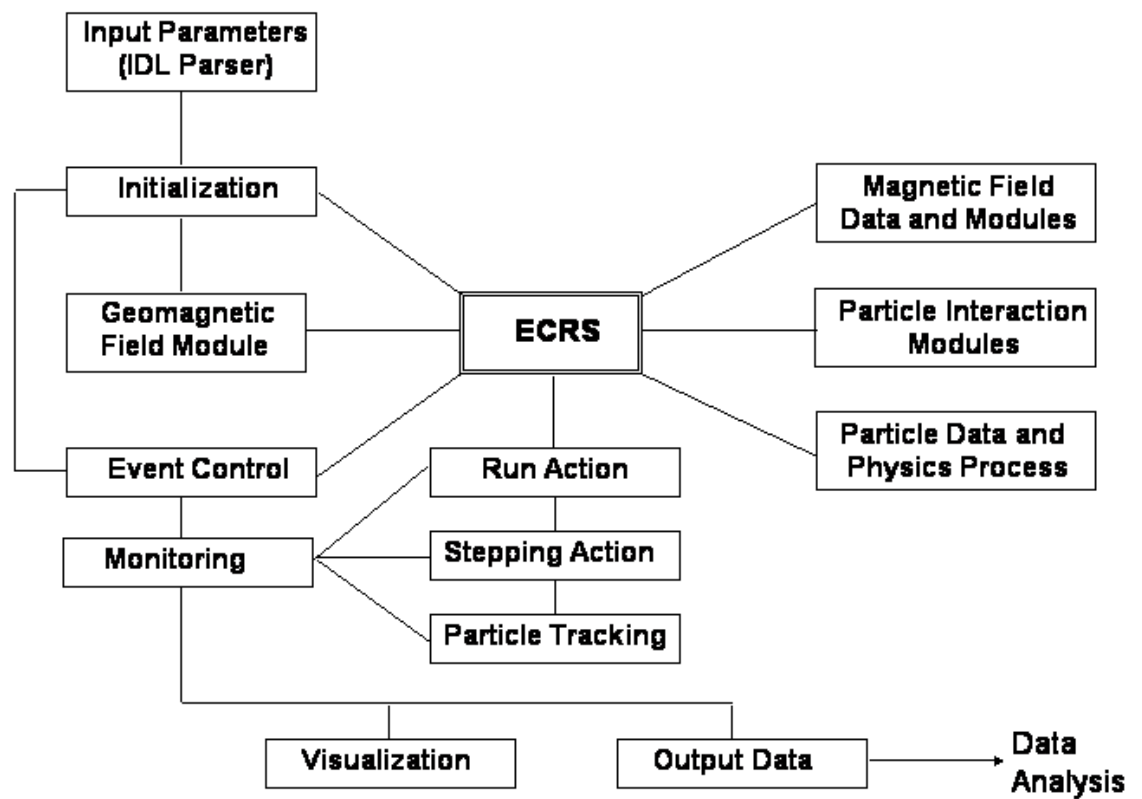 Input Parameters
(IDL Parser)
Initialization
Magnetic Field
Data and Modules
Geomagnetic
Field Module
ECRS
Particle Interaction
Modules
Particle Data and
Physics Process
Event Control
Run Action
Monitoring
Stepping Action
Particle Tracking
Visualization
Output Data
Data
Analysis